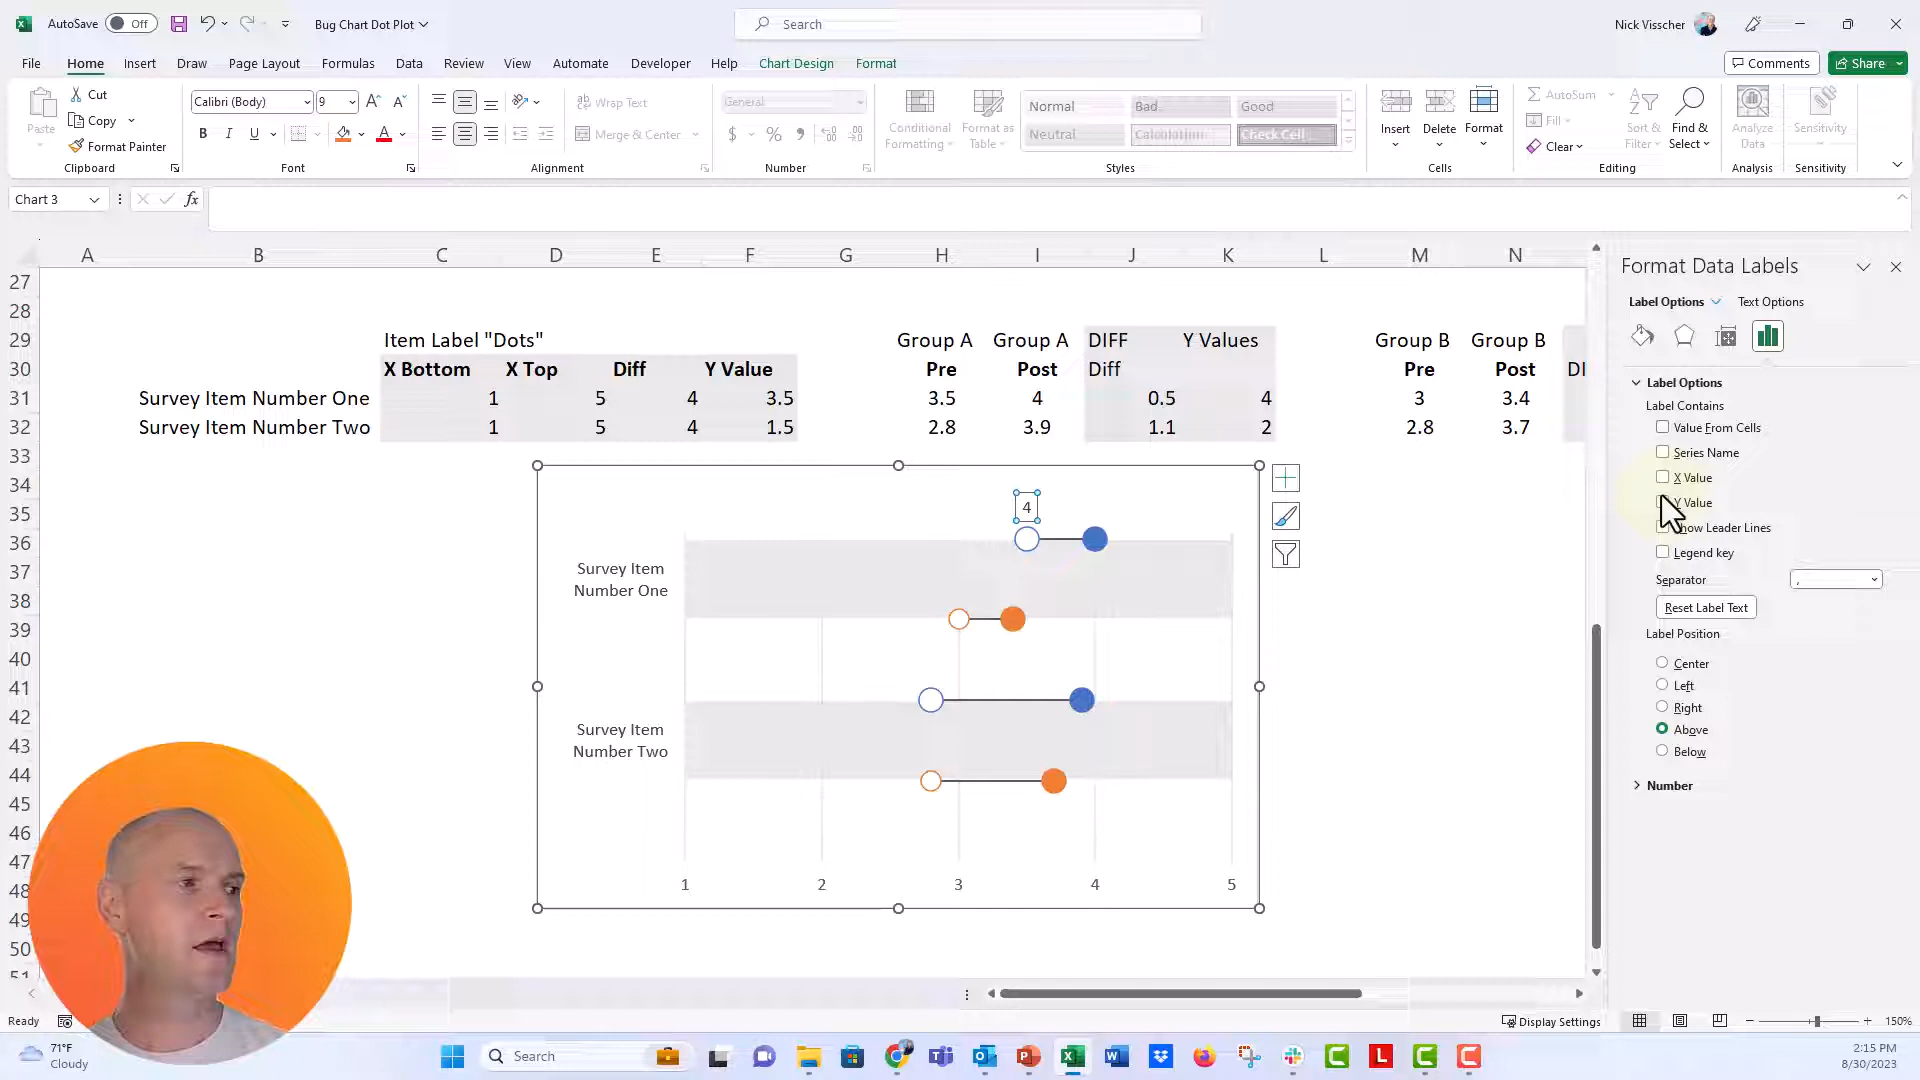 AutoSave Off Bug Chart Dot Plot Search Nick Visscher
File Home Insert Draw Page Layout Formulas Data Review View Automate Developer Help Chart Design Format Comments Share
Paste Cut Copy Format Painter
Calibri (Body) 9
B I U A
Wrap Text
Merge & Center
General
$ %
Conditional Formatting
Format as Table
Normal Bad Good
Neutral Calculation Check Cell
Insert Delete Format
AutoSum
Fill
Clear
Sort & Filter
Find & Select
Analyze Data
Sensitivity
Clipboard Font Alignment Number Styles Cells Editing Analysis Sensitivity
Chart 3 fx
A B C D E F G H I J K L M N
27
28
29 Item Label "Dots" Group A Group A DIFF Y Values Group B Group B
30 X Bottom X Top Diff Y Value Pre Post Diff Pre Post DI
31 Survey Item Number One 1 5 4 3.5 3.5 4 0.5 4 3 3.4
32 Survey Item Number Two 1 5 4 1.5 2.8 3.9 1.1 2 2.8 3.7
33
34
35
36
37
38
39
40
41
42
43
44
45
46
47
48
49
50
51
4
Survey Item
Number One
Survey Item
Number Two
1 2 3 4 5
Format Data Labels
Label Options Text Options
Label Options
Label Contains
Value From Cells
Series Name
X Value
Y Value
Show Leader Lines
Legend key
Separator ,
Reset Label Text
Label Position
Center
Left
Right
Above
Below
Number
Ready Display Settings 150%
71°F
Cloudy
Search
2:15 PM
8/30/2023